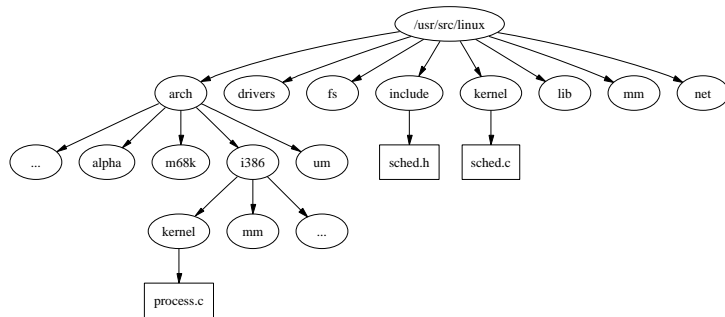 /usr/src/linux
arch drivers fs include kernel lib mm net
... alpha m68k i386 um sched.h sched.c
kernel mm ...
process.c